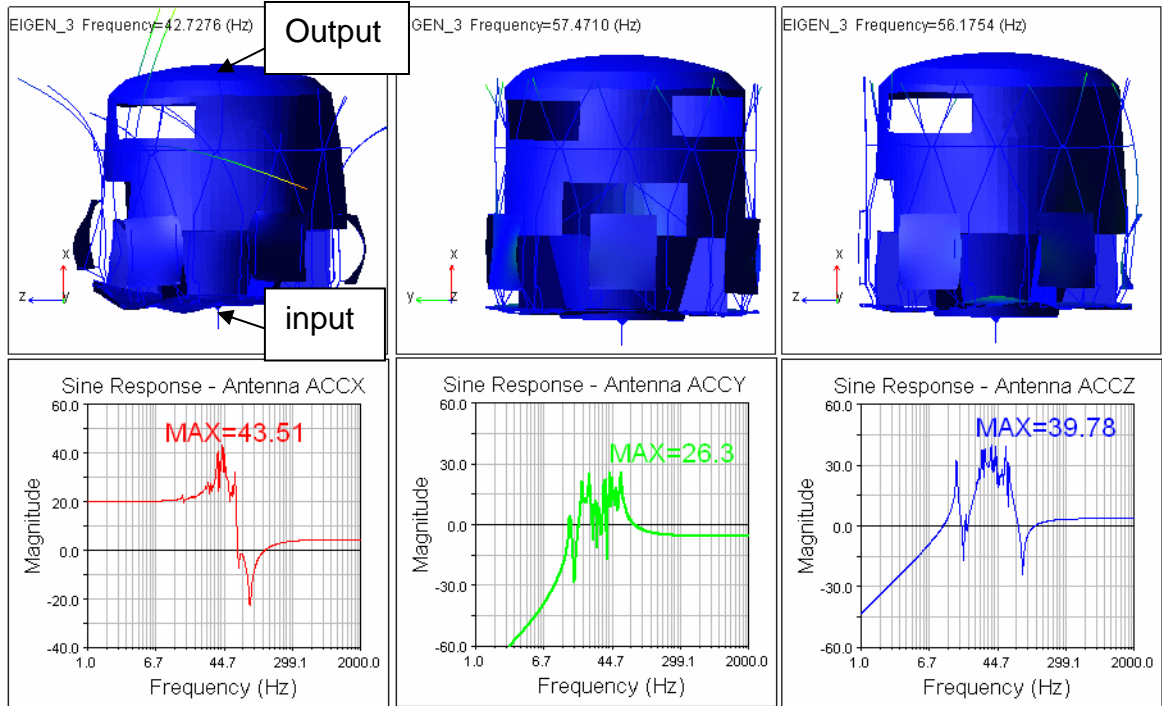 EIGEN_3 Frequency=42.7276 (Hz)
Output
GEN_3 Frequency=57.4710 (Hz)
EIGEN_3 Frequency=56.1754 (Hz)
x
z
y
input
x
y
z
x
z
y
Sine Response - Antenna ACCX
MAX=43.51
60.0
40.0
20.0
0.0
-20.0
-40.0
Magnitude
1.0 6.7 44.7 299.1 2000.0
Frequency (Hz)
Sine Response - Antenna ACCY
MAX=26.3
60.0
30.0
0.0
-30.0
-60.0
Magnitude
1.0 6.7 44.7 299.1 2000.0
Frequency (Hz)
Sine Response - Antenna ACCZ
MAX=39.78
60.0
30.0
0.0
-30.0
-60.0
Magnitude
1.0 6.7 44.7 299.1 2000.0
Frequency (Hz)